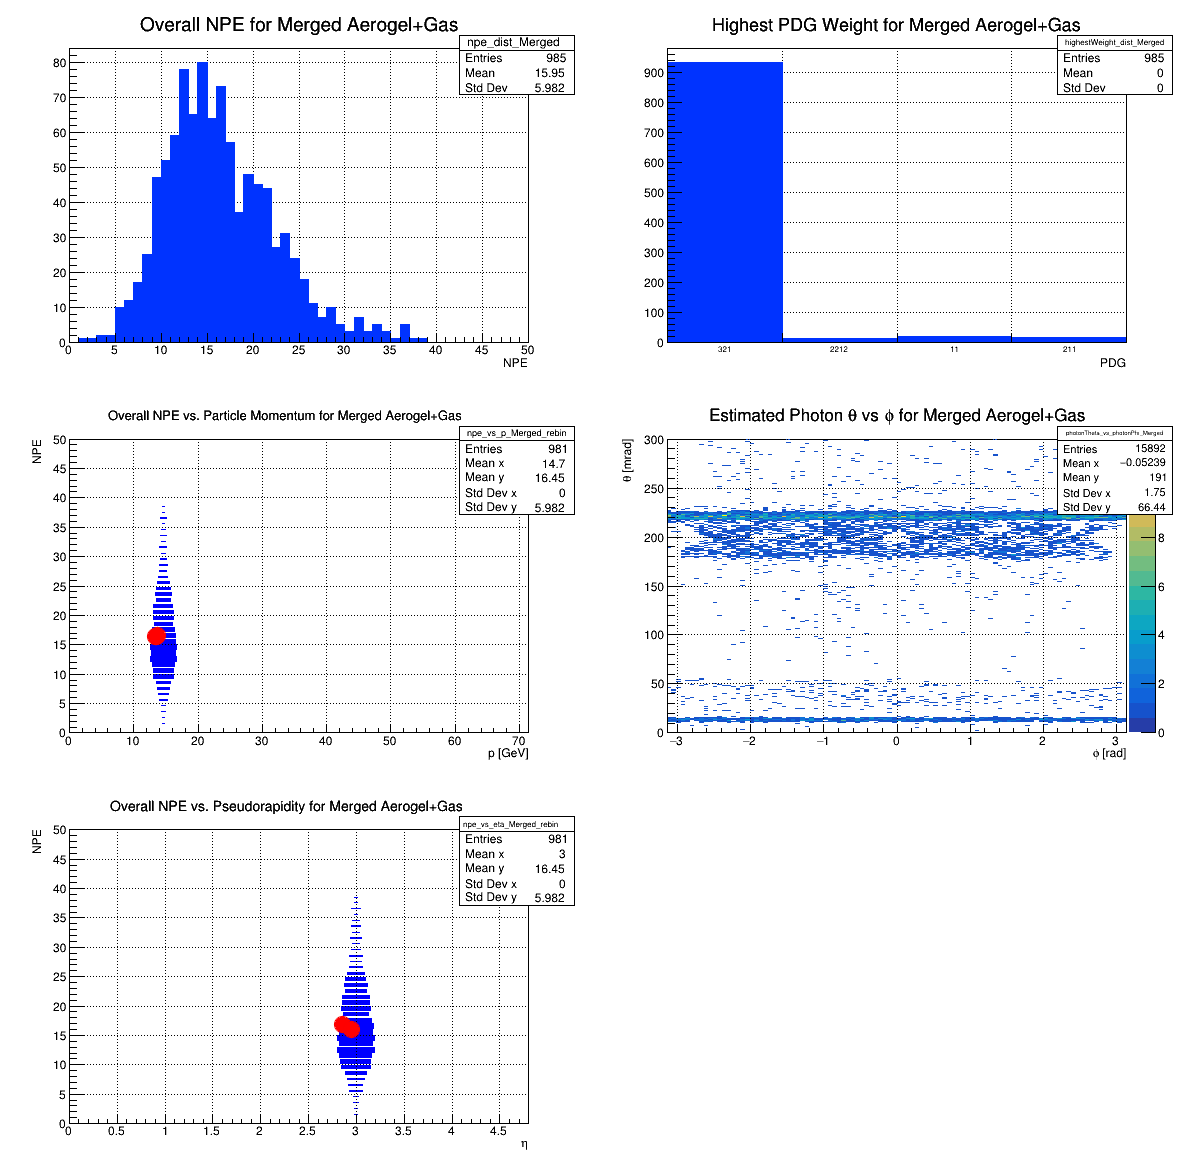 Overall NPE for Merged Aerogel+Gas
npe_dist_Merged
Entries 985
Mean 15.95
Std Dev 5.982
80
70
60
50
40
30
20
10
0
0 5 10 15 20 25 30 35 40 45 50
NPE
Highest PDG Weight for Merged Aerogel+Gas
highestWeight_dist_Merged
Entries 985
Mean 0
Std Dev 0
900
800
700
600
500
400
300
200
100
0
321 2212 11 211
PDG
Overall NPE vs. Particle Momentum for Merged Aerogel+Gas
npe_vs_p_Merged_rebin
Entries 981
Mean x 14.7
Mean y 16.45
Std Dev x 0
Std Dev y 5.982
NPE
50
45
40
35
30
25
20
15
10
5
0
0 10 20 30 40 50 60 70
p [GeV]
Estimated Photon θ vs ϕ for Merged Aerogel+Gas
photonTheta_vs_photonPhi_Merged
Entries 15892
Mean x −0.05239
Mean y 191
Std Dev x 1.75
Std Dev y 66.44
θ [mrad]
300
250
200
150
100
50
0
−3 −2 −1 0 1 2 3
ϕ [rad]
8
6
4
2
0
Overall NPE vs. Pseudorapidity for Merged Aerogel+Gas
npe_vs_eta_Merged_rebin
Entries 981
Mean x 3
Mean y 16.45
Std Dev x 0
Std Dev y 5.982
NPE
50
45
40
35
30
25
20
15
10
5
0
0 0.5 1 1.5 2 2.5 3 3.5 4 4.5
η